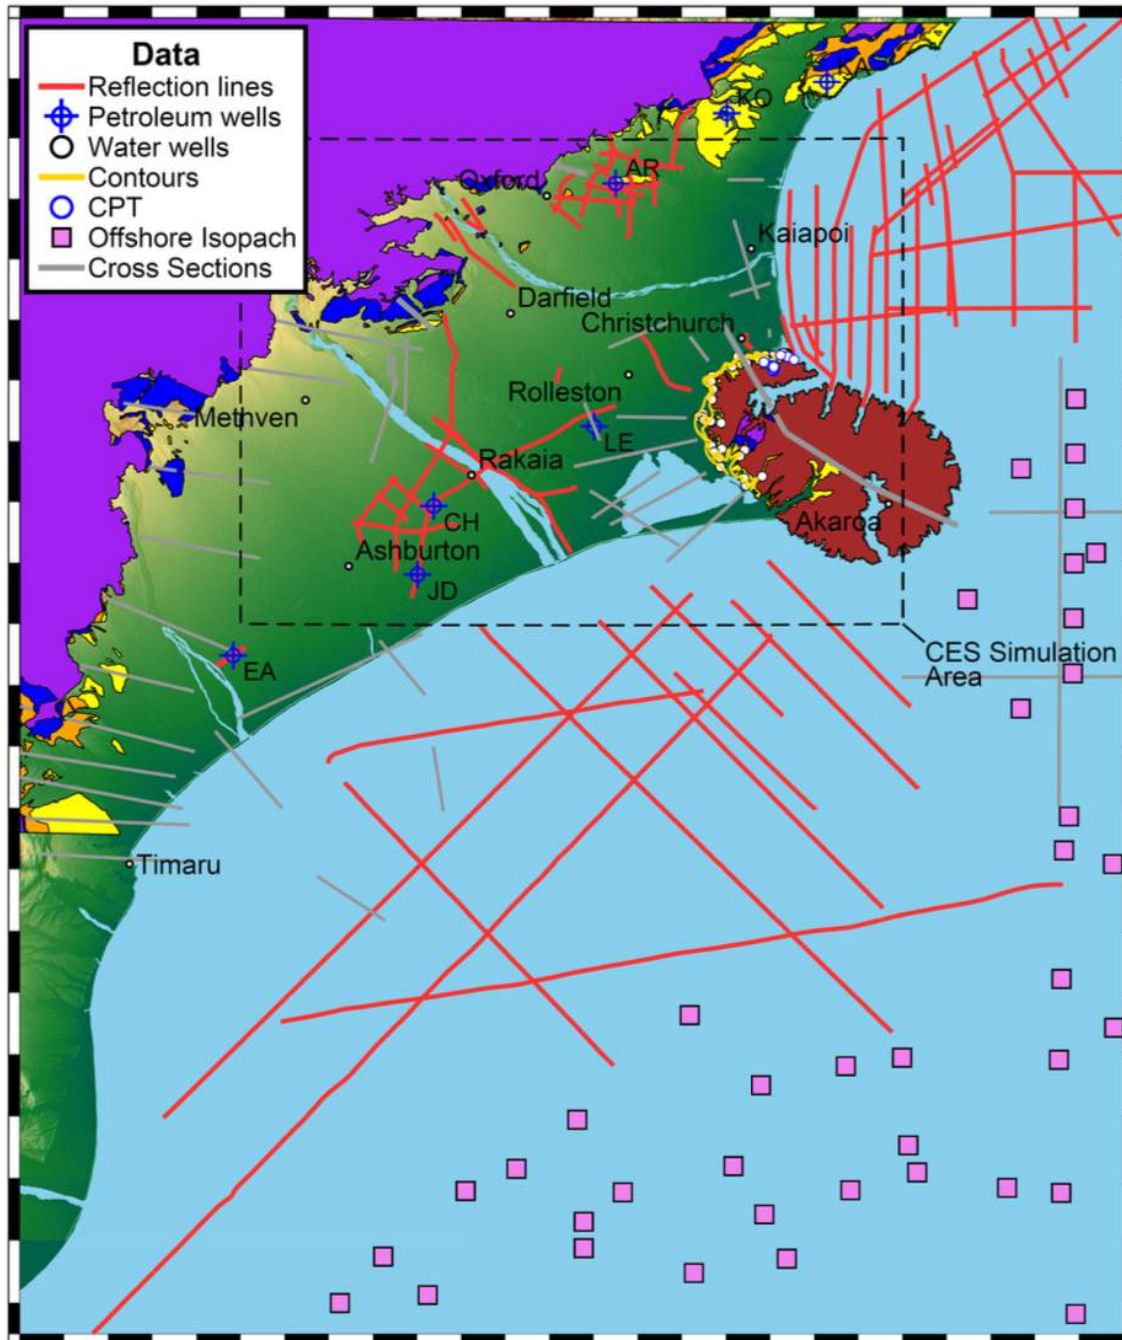 Data
Reflection lines
Petroleum wells
Water wells
Contours
CPT
Offshore Isopach
Cross Sections
KA
KO
AR
Oxford
Kaiapoi
Darfield
Christchurch
Rolleston
Methven
LE
Rakaia
CH
Akaroa
Ashburton
JD
CES Simulation
Area
EA
Timaru